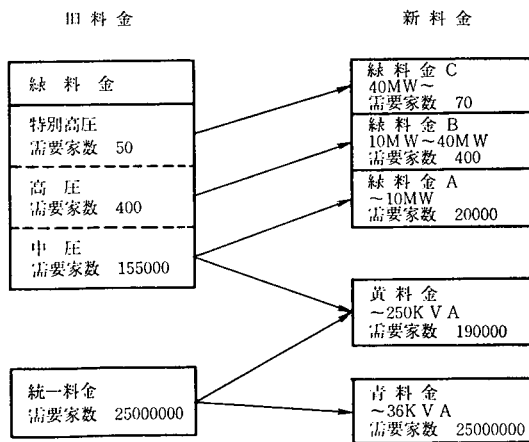 旧料金
新料金
緑料金
特別高圧
需要家数 50
高圧
需要家数 400
中圧
需要家数 155000
統一料金
需要家数 25000000
緑料金 C
40MW~
需要家数 70
緑料金 B
10MW~40MW
需要家数 400
緑料金 A
~10MW
需要家数 20000
黄料金
~250KVA
需要家数 190000
青料金
~36KVA
需要家数 25000000